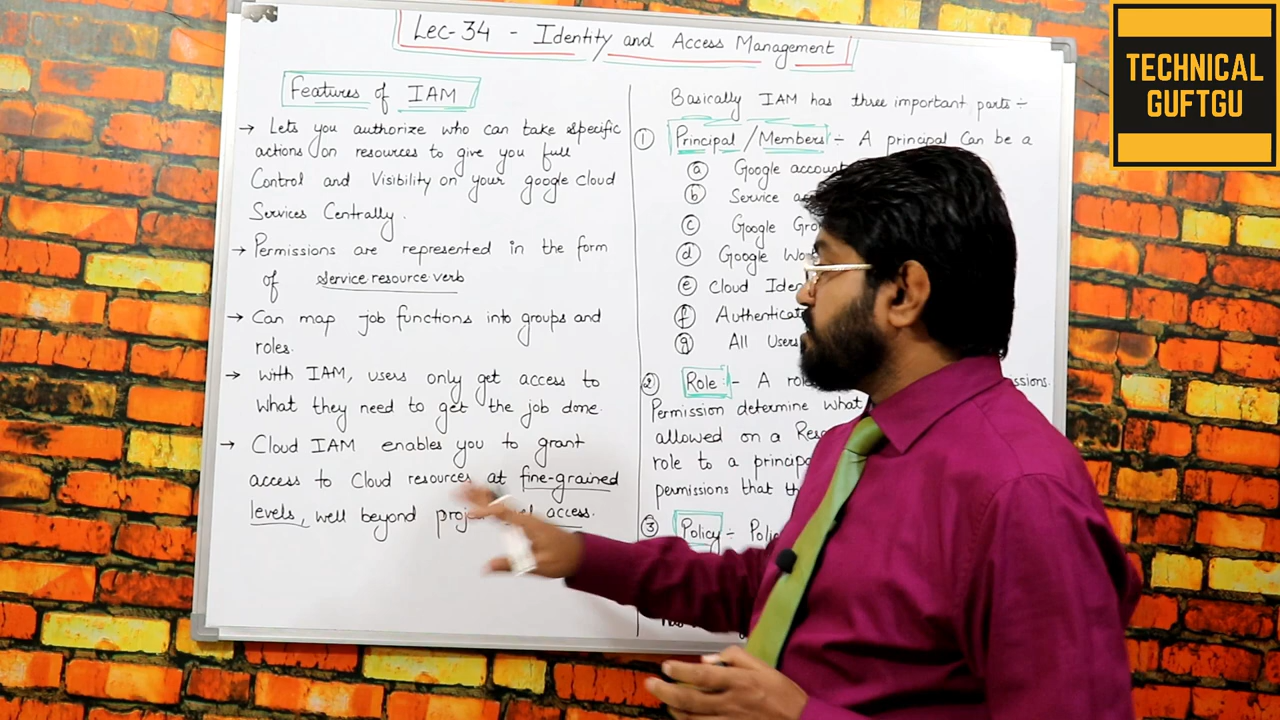 Lec-34 - Identity and Access Management
TECHNICAL
GUFTGU
Features of IAM
→ Lets you authorize who can take specific
actions on resources to give you full
Control and Visibility on your google cloud
Services Centrally.
→ Permissions are represented in the form
of service resource verb
→ Can map job functions into groups and
roles.
→ With IAM, users only get access to
What they need to get the job done.
→ Cloud IAM enables you to grant
access to Cloud resources at fine-grained
levels, well beyond access.
Basically IAM has three important parts ÷
① Principal/Members ÷ A principal Can be a
ⓐ Google account
ⓑ Service
ⓒ Google
ⓓ Google
ⓔ Cloud
ⓕ
ⓖ All Users
② Role :- A
Permission determine what
allowed on a
role to a
permissions that
③ Policy ÷
has